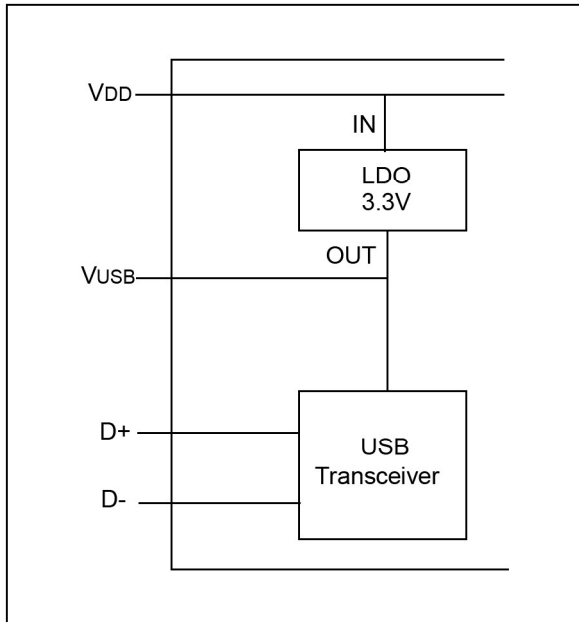 VDD
IN
LDO
3.3V
OUT
VUSB
D+
USB
Transceiver
D-